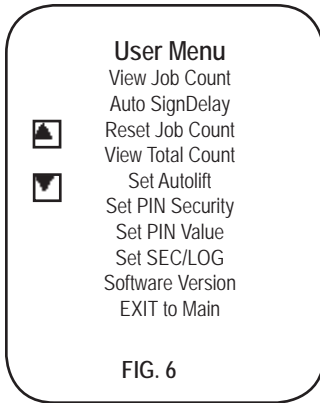 User Menu
View Job Count
Auto SignDelay
Reset Job Count
View Total Count
Set Autolift
Set PIN Security
Set PIN Value
Set SEC/LOG
Software Version
EXIT to Main
FIG. 6